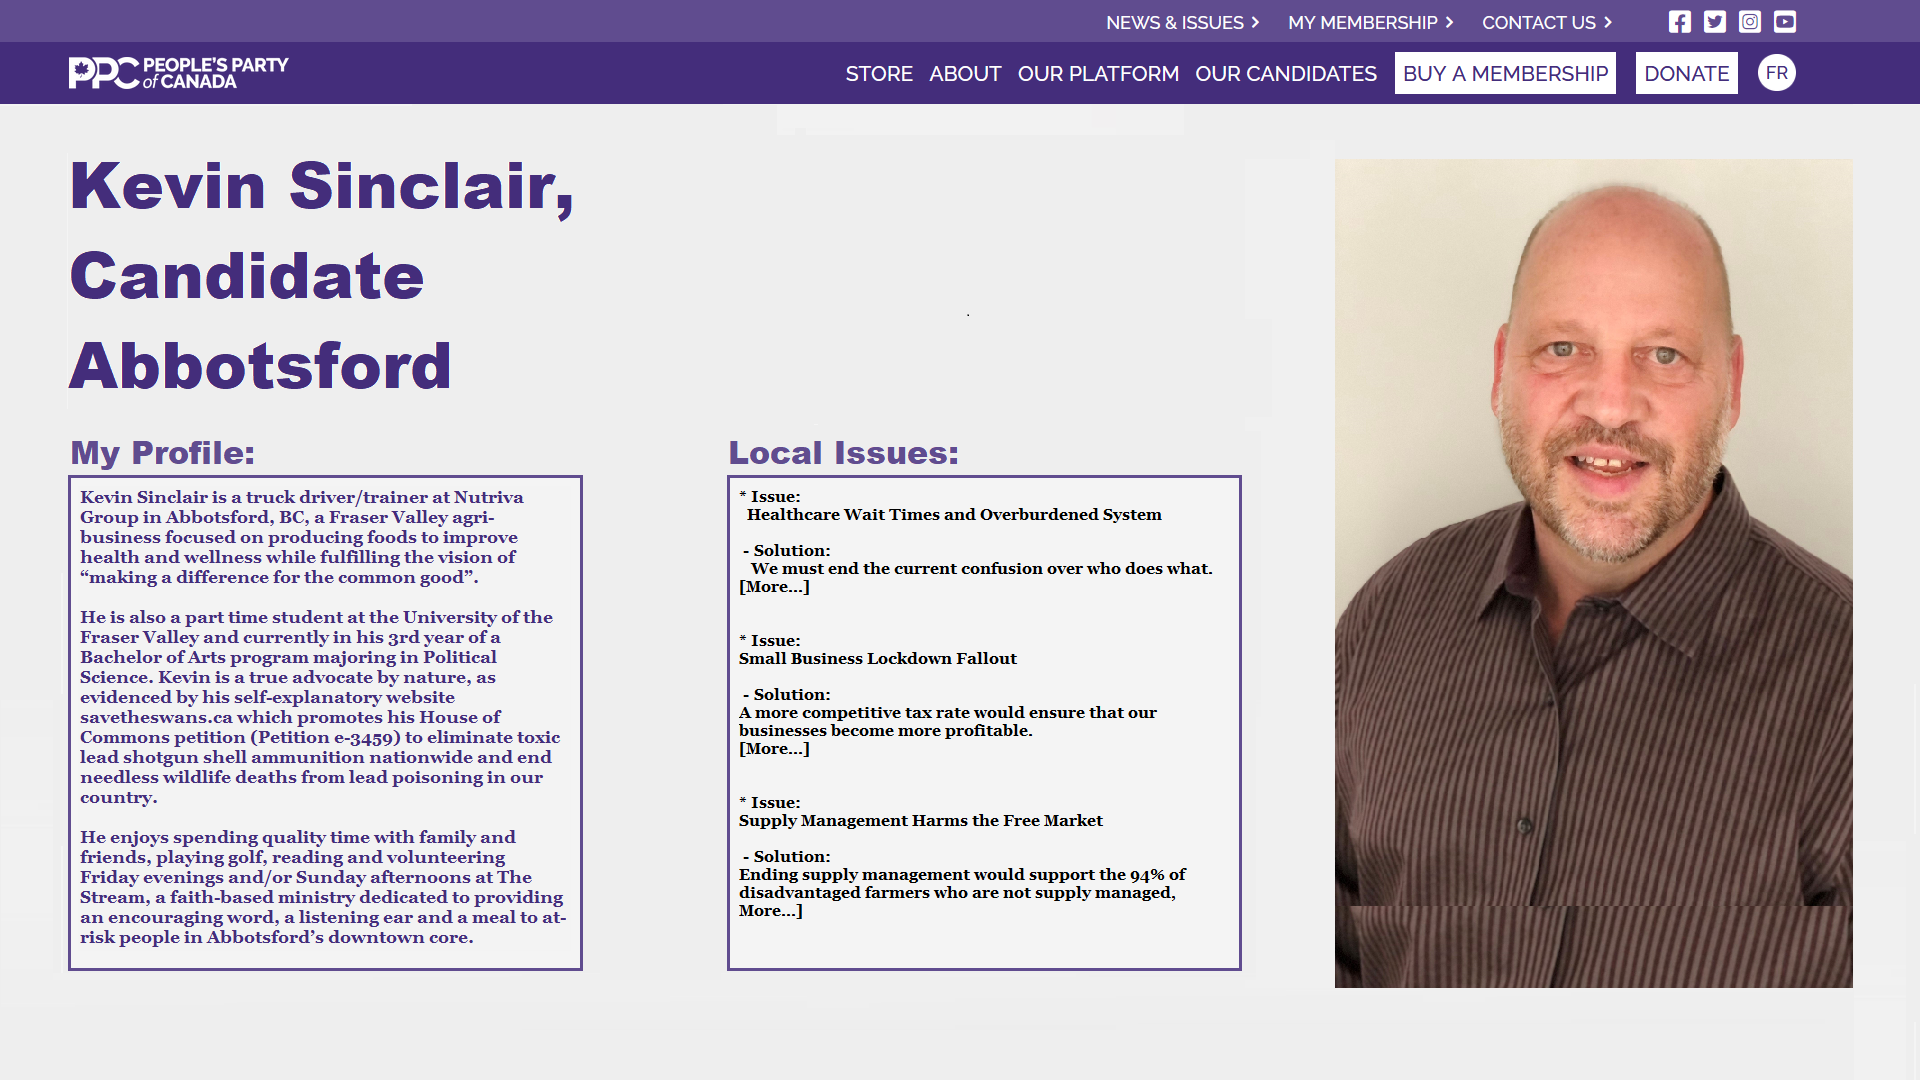 NEWS & ISSUES
MY MEMBERSHIP
CONTACT US
PPC PEOPLE'S PARTY
of CANADA
STORE
ABOUT
OUR PLATFORM
OUR CANDIDATES
BUY A MEMBERSHIP
DONATE
FR
Kevin Sinclair,
Candidate
Abbotsford
My Profile:
Kevin Sinclair is a truck driver/trainer at Nutriva
Group in Abbotsford, BC, a Fraser Valley agri-
business focused on producing foods to improve
health and wellness while fulfilling the vision of
“making a difference for the common good”.
He is also a part time student at the University of the
Fraser Valley and currently in his 3rd year of a
Bachelor of Arts program majoring in Political
Science. Kevin is a true advocate by nature, as
evidenced by his self-explanatory website
savetheswans.ca which promotes his House of
Commons petition (Petition e-3459) to eliminate toxic
lead shotgun shell ammunition nationwide and end
needless wildlife deaths from lead poisoning in our
country.
He enjoys spending quality time with family and
friends, playing golf, reading and volunteering
Friday evenings and/or Sunday afternoons at The
Stream, a faith-based ministry dedicated to providing
an encouraging word, a listening ear and a meal to at-
risk people in Abbotsford’s downtown core.
Local Issues:
* Issue:
Healthcare Wait Times and Overburdened System
- Solution:
We must end the current confusion over who does what.
[More...]
* Issue:
Small Business Lockdown Fallout
- Solution:
A more competitive tax rate would ensure that our
businesses become more profitable.
[More...]
* Issue:
Supply Management Harms the Free Market
- Solution:
Ending supply management would support the 94% of
disadvantaged farmers who are not supply managed,
More...]